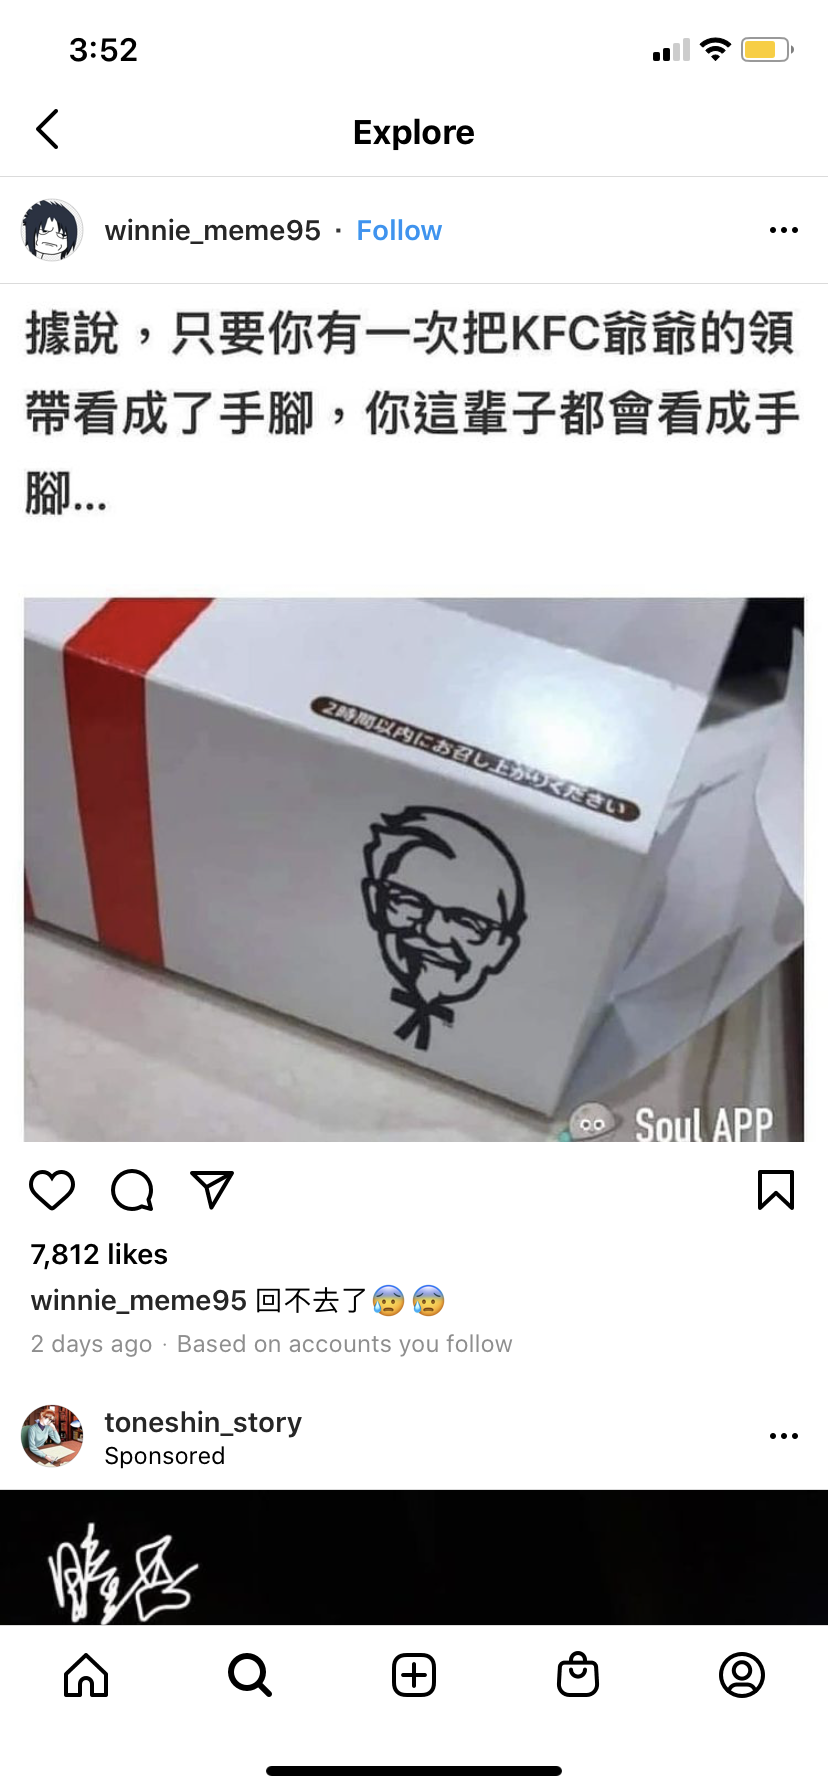 3:52
Explore
winnie_meme95 · Follow
據說，只要你有一次把KFC爺爺的領
帶看成了手腳，你這輩子都會看成手
腳...
2時間以内にお召し上がりください
Soul APP
7,812 likes
winnie_meme95 回不去了😰😰
2 days ago · Based on accounts you follow
toneshin_story
Sponsored